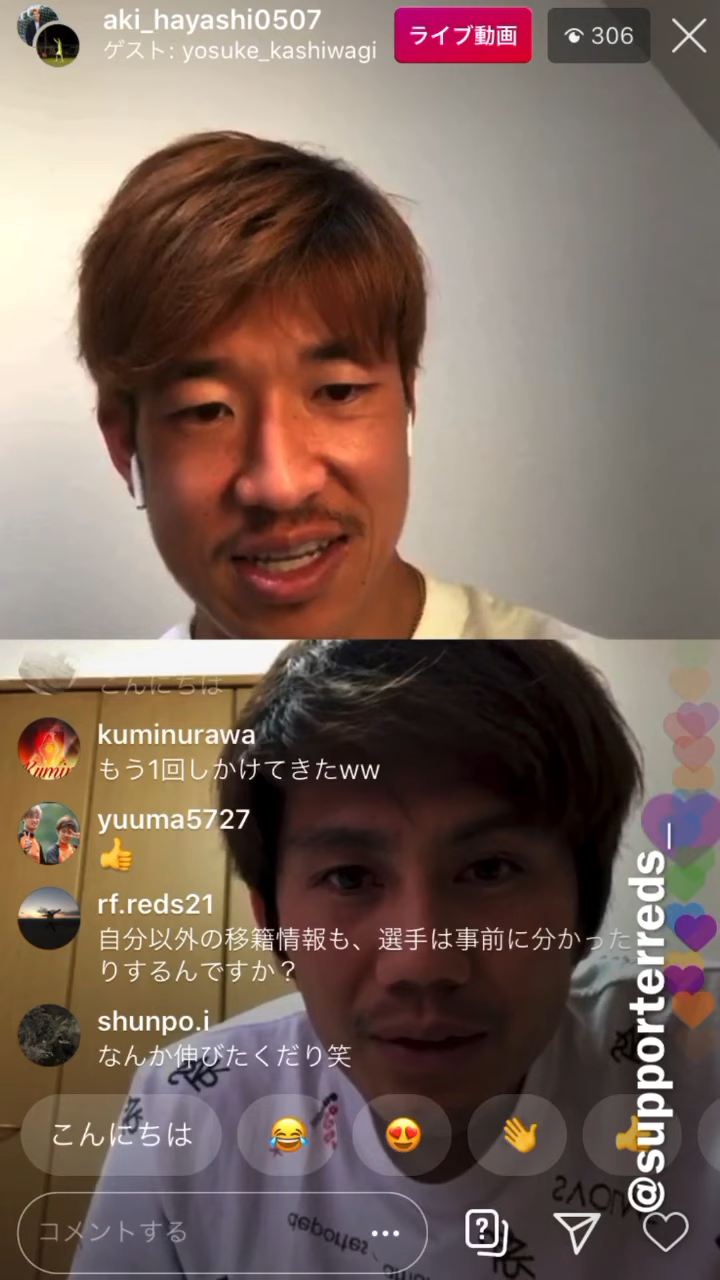 aki_hayashi0507
ゲスト: yosuke_kashiwagi
ライブ動画
306
こんにちは
kuminurawa
もう1回しかけてきたww
yuuma5727
👍
rf.reds21
自分以外の移籍情報も、選手は事前に分かった
りするんですか？
shunpo.i
なんか伸びたくだり笑
こんにちは 😂 😍 👋 👍
コメントする
deportes
SVOLME
@supporterreds_